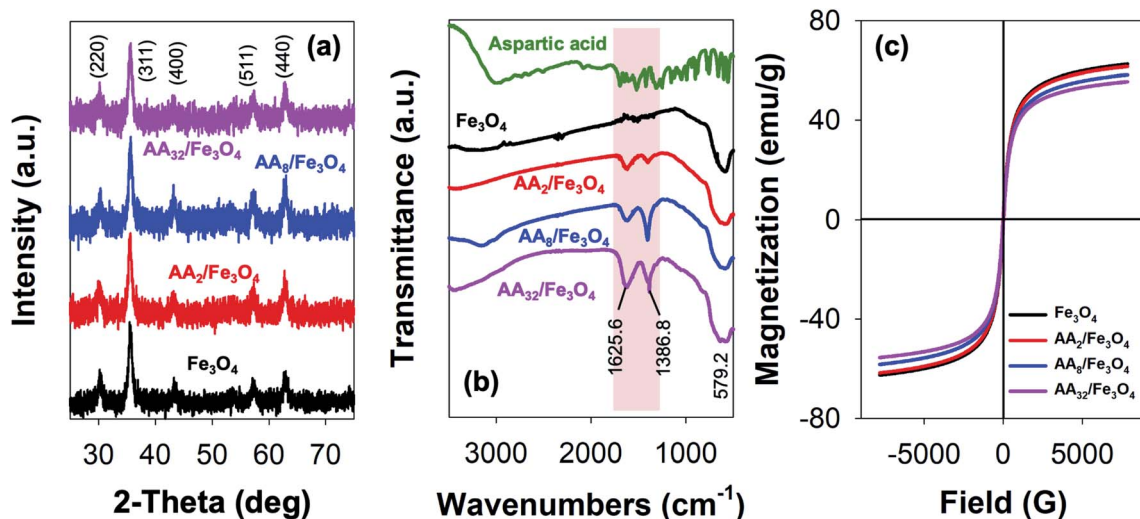 (a)
(220)
(311)
(400)
(511)
(440)
AA₃₂/Fe₃O₄
AA₈/Fe₃O₄
AA₂/Fe₃O₄
Fe₃O₄
Intensity (a.u.)
30
40
50
60
70
2-Theta (deg)
Aspartic acid
Fe₃O₄
AA₂/Fe₃O₄
AA₈/Fe₃O₄
AA₃₂/Fe₃O₄
(b)
1625.6
1386.8
579.2
Transmittance (a.u.)
3000
2000
1000
Wavenumbers (cm⁻¹)
(c)
80
40
0
-40
-80
Magnetization (emu/g)
Fe₃O₄
AA₂/Fe₃O₄
AA₈/Fe₃O₄
AA₃₂/Fe₃O₄
-5000
0
5000
Field (G)